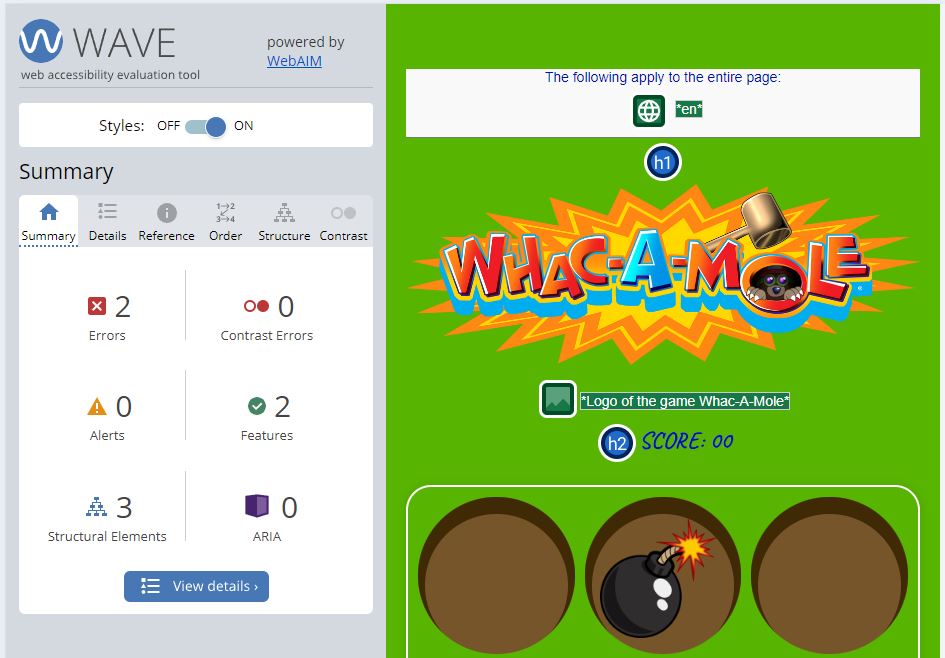 WAVE
web accessibility evaluation tool
powered by
WebAIM
Styles: OFF ON
Summary
Summary Details Reference Order Structure Contrast
2
Errors
0
Contrast Errors
0
Alerts
2
Features
3
Structural Elements
0
ARIA
View details ›
The following apply to the entire page:
*en*
h1
WHAC-A-MOLE
*Logo of the game Whac-A-Mole*
h2 SCORE: 00